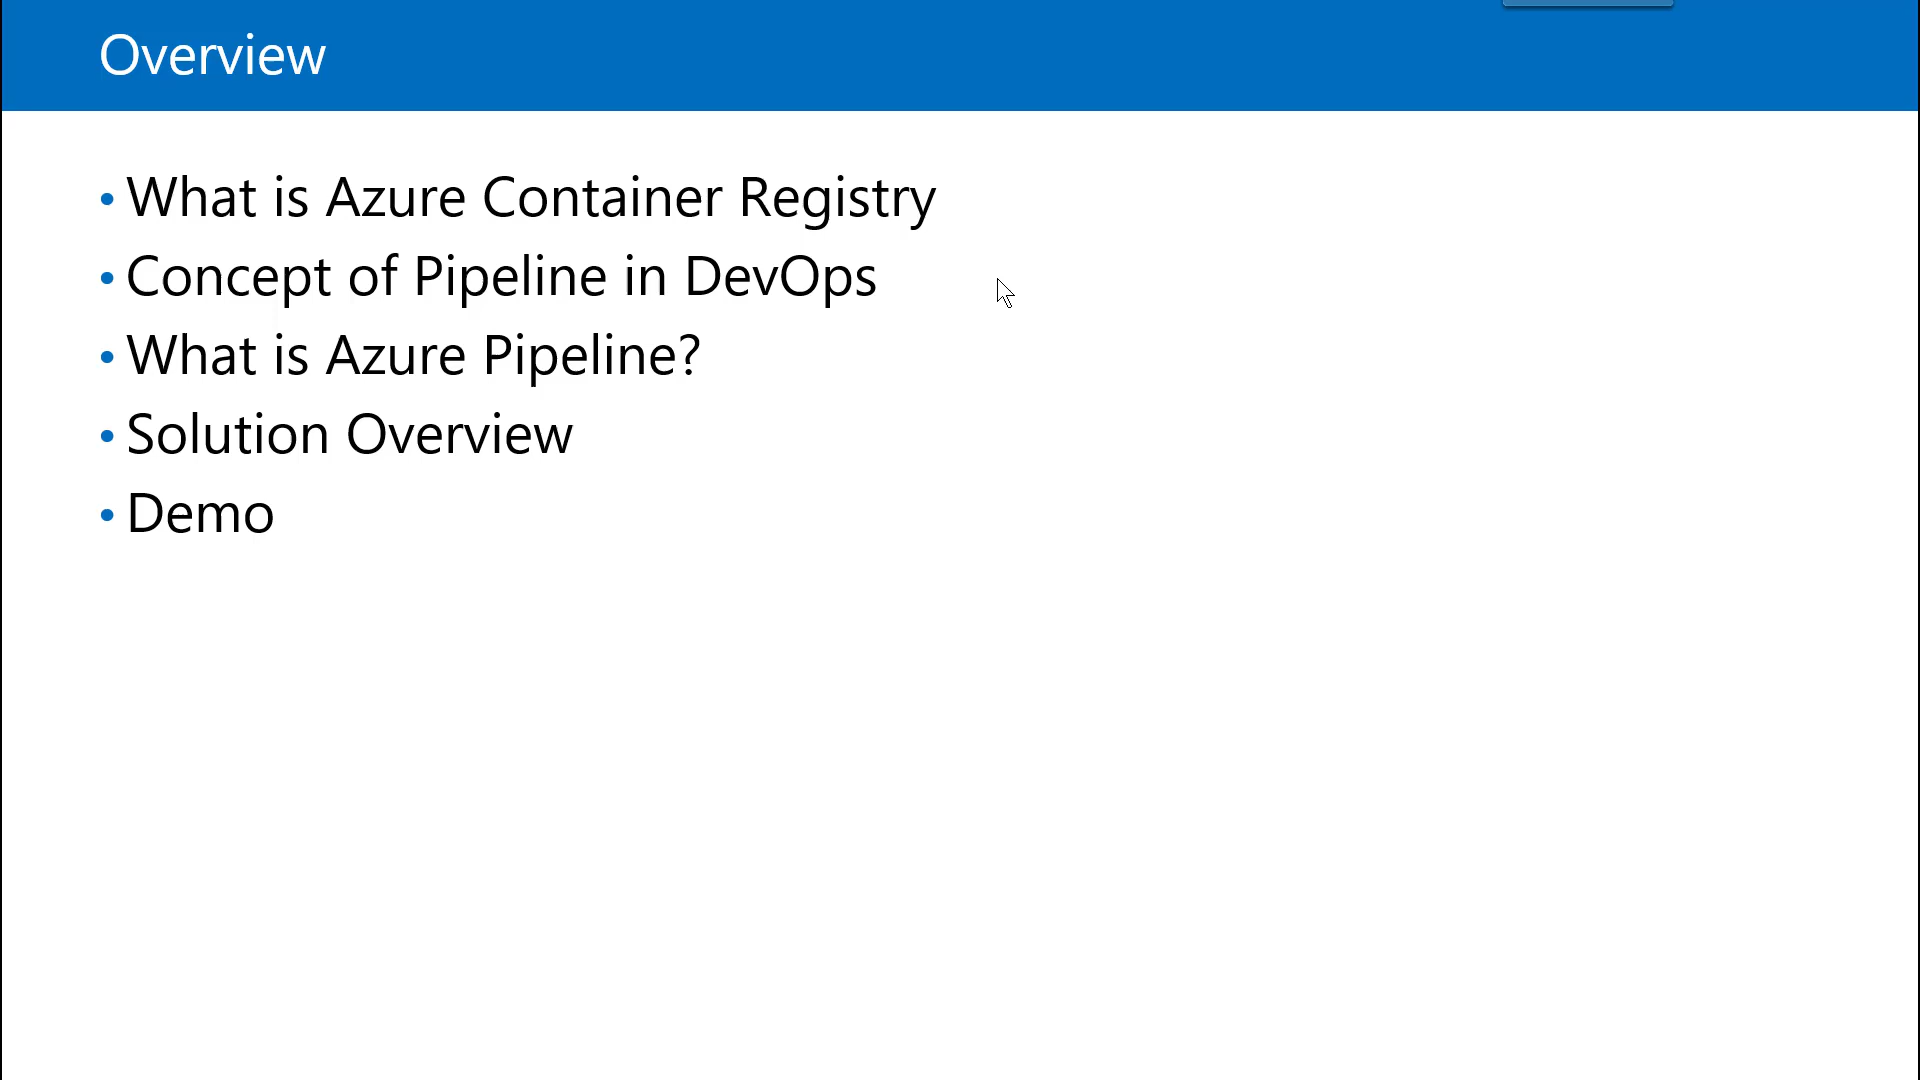 Overview
• What is Azure Container Registry
• Concept of Pipeline in DevOps
• What is Azure Pipeline?
• Solution Overview
• Demo